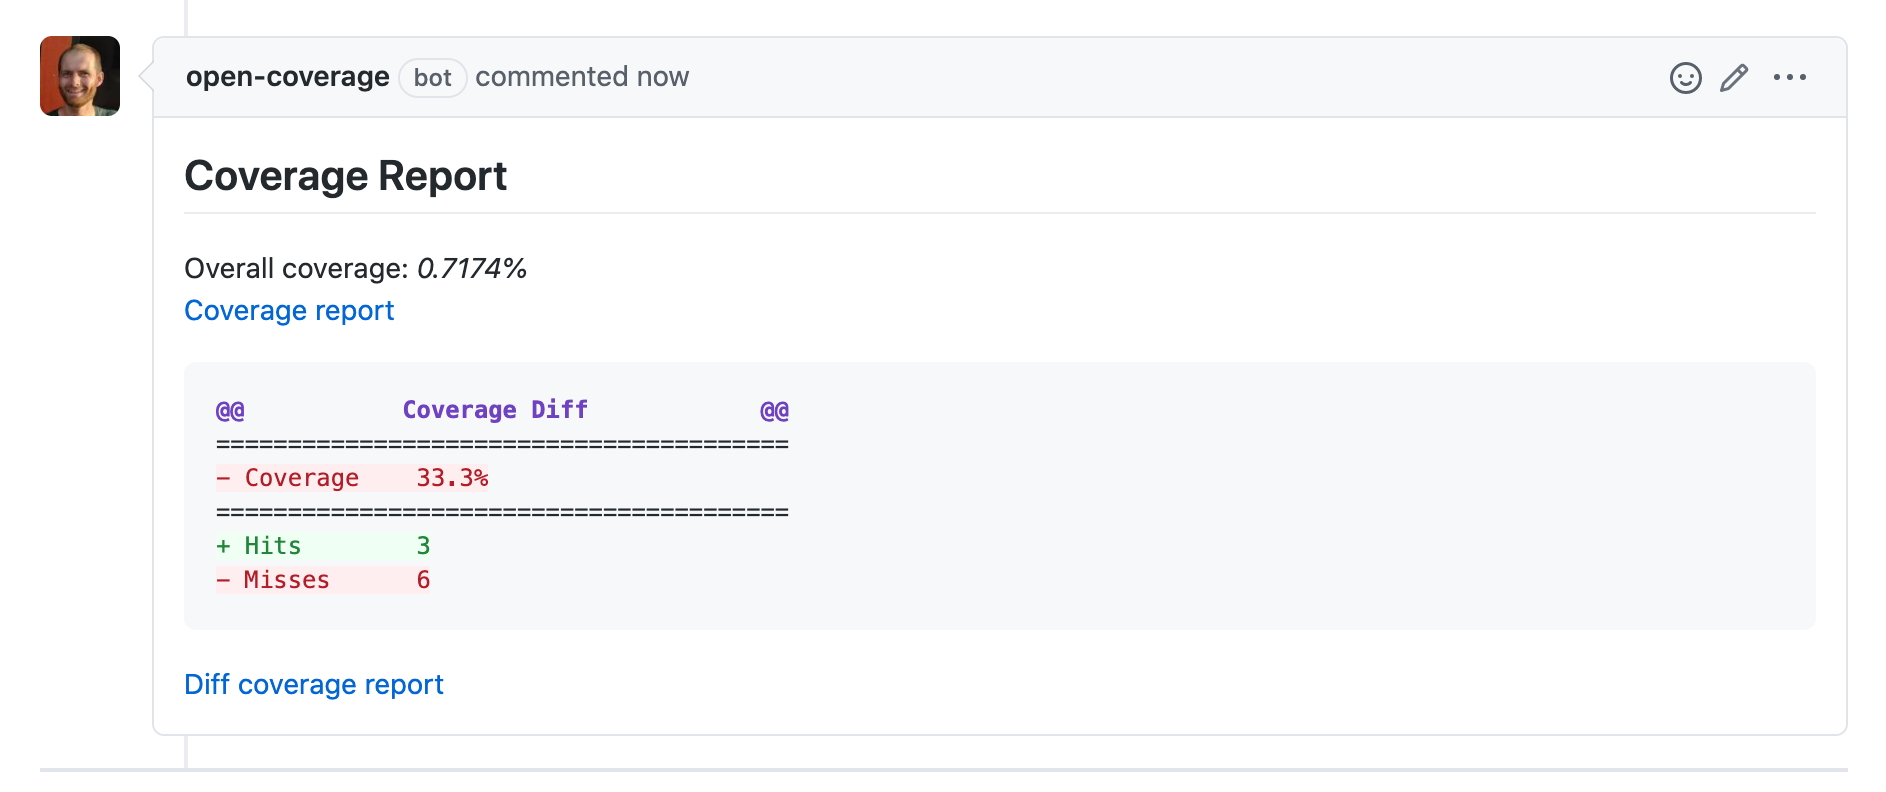 open-coverage bot commented now
Coverage Report
Overall coverage: 0.7174%
Coverage report
@@           Coverage Diff            @@
========================================
- Coverage    33.3%
========================================
+ Hits        3
- Misses      6
Diff coverage report